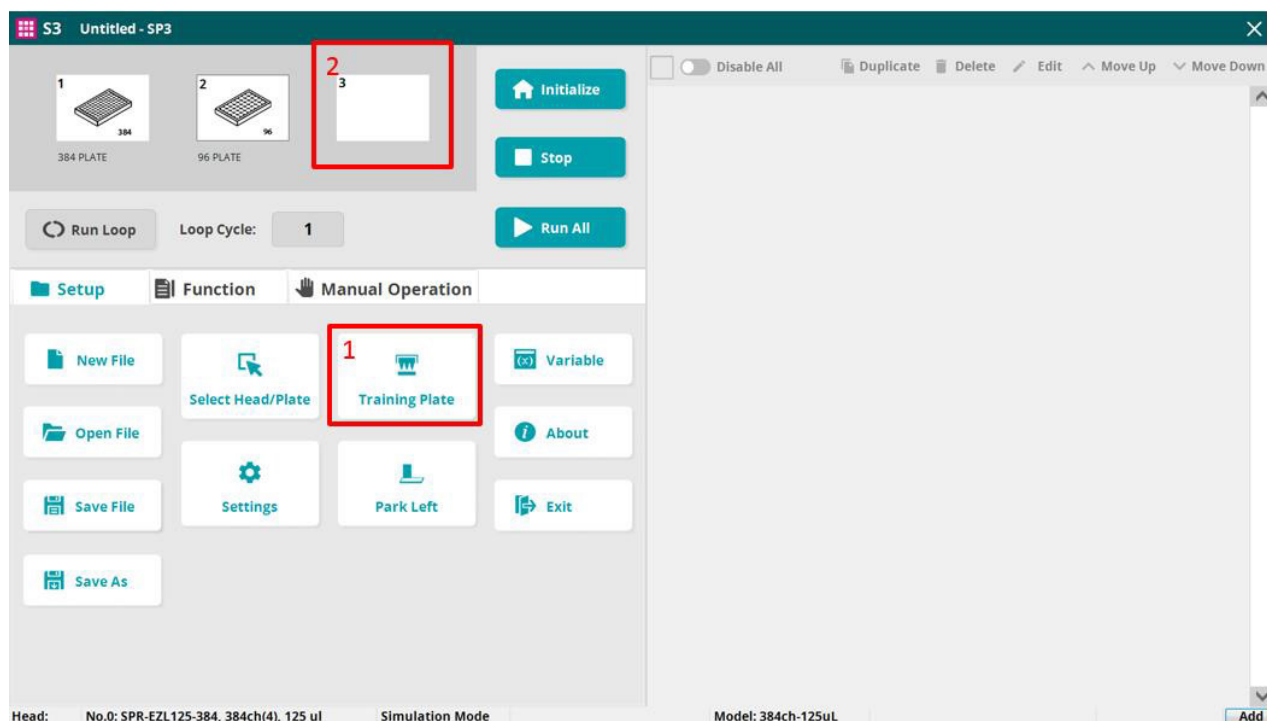 S3 Untitled - SP3
2
1
384
384 PLATE
2
96
96 PLATE
3
Initialize
Stop
Run All
Disable All
Duplicate
Delete
Edit
Move Up
Move Down
Run Loop
Loop Cycle:
1
Setup
Function
Manual Operation
New File
Select Head/Plate
1
Training Plate
Variable
Open File
About
Settings
Park Left
Save File
Exit
Save As
Head: No.0: SPR-EZL125-384, 384ch(4), 125 ul Simulation Mode Model: 384ch-125uL Add